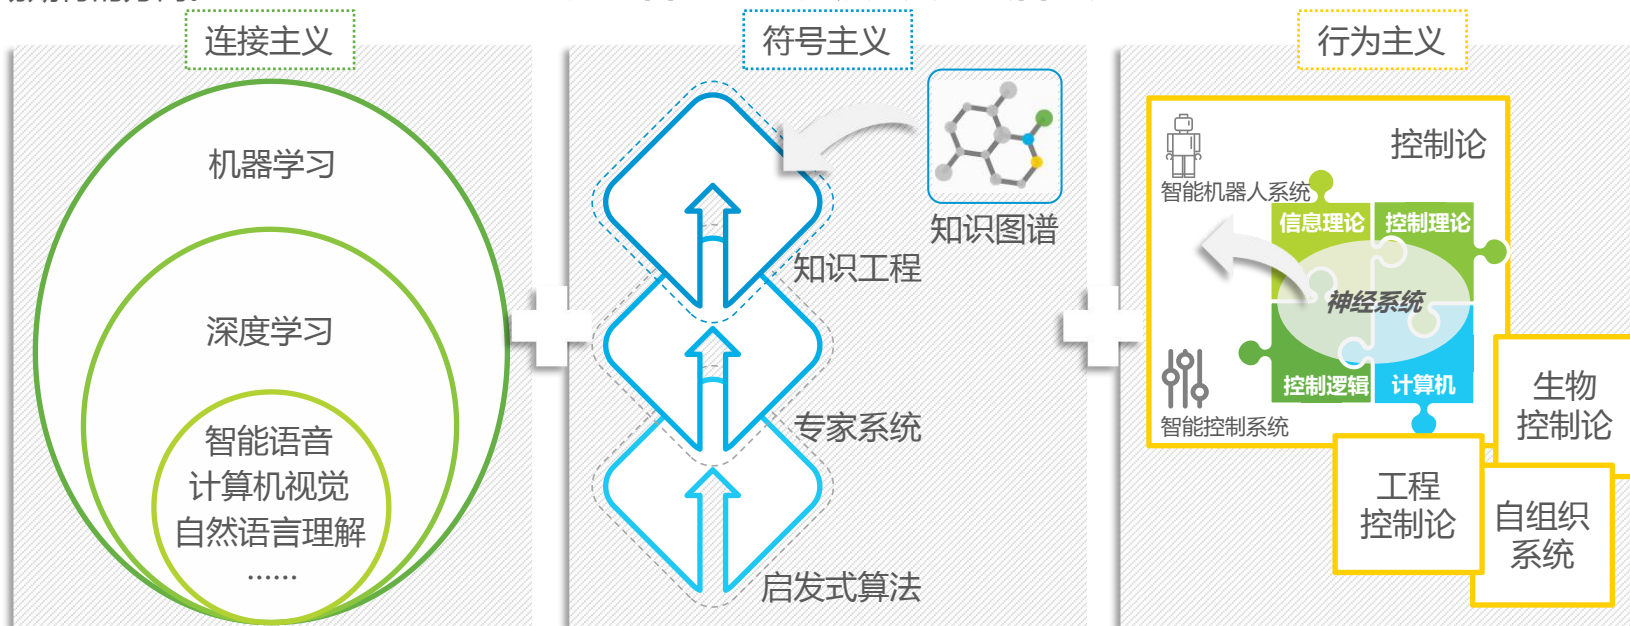 连接主义
机器学习
深度学习
智能语音
计算机视觉
自然语言理解
......
符号主义
知识图谱
知识工程
专家系统
启发式算法
行为主义
控制论
智能机器人系统
信息理论
控制理论
神经系统
控制逻辑
计算机
智能控制系统
生物
控制论
工程
控制论
自组织
系统